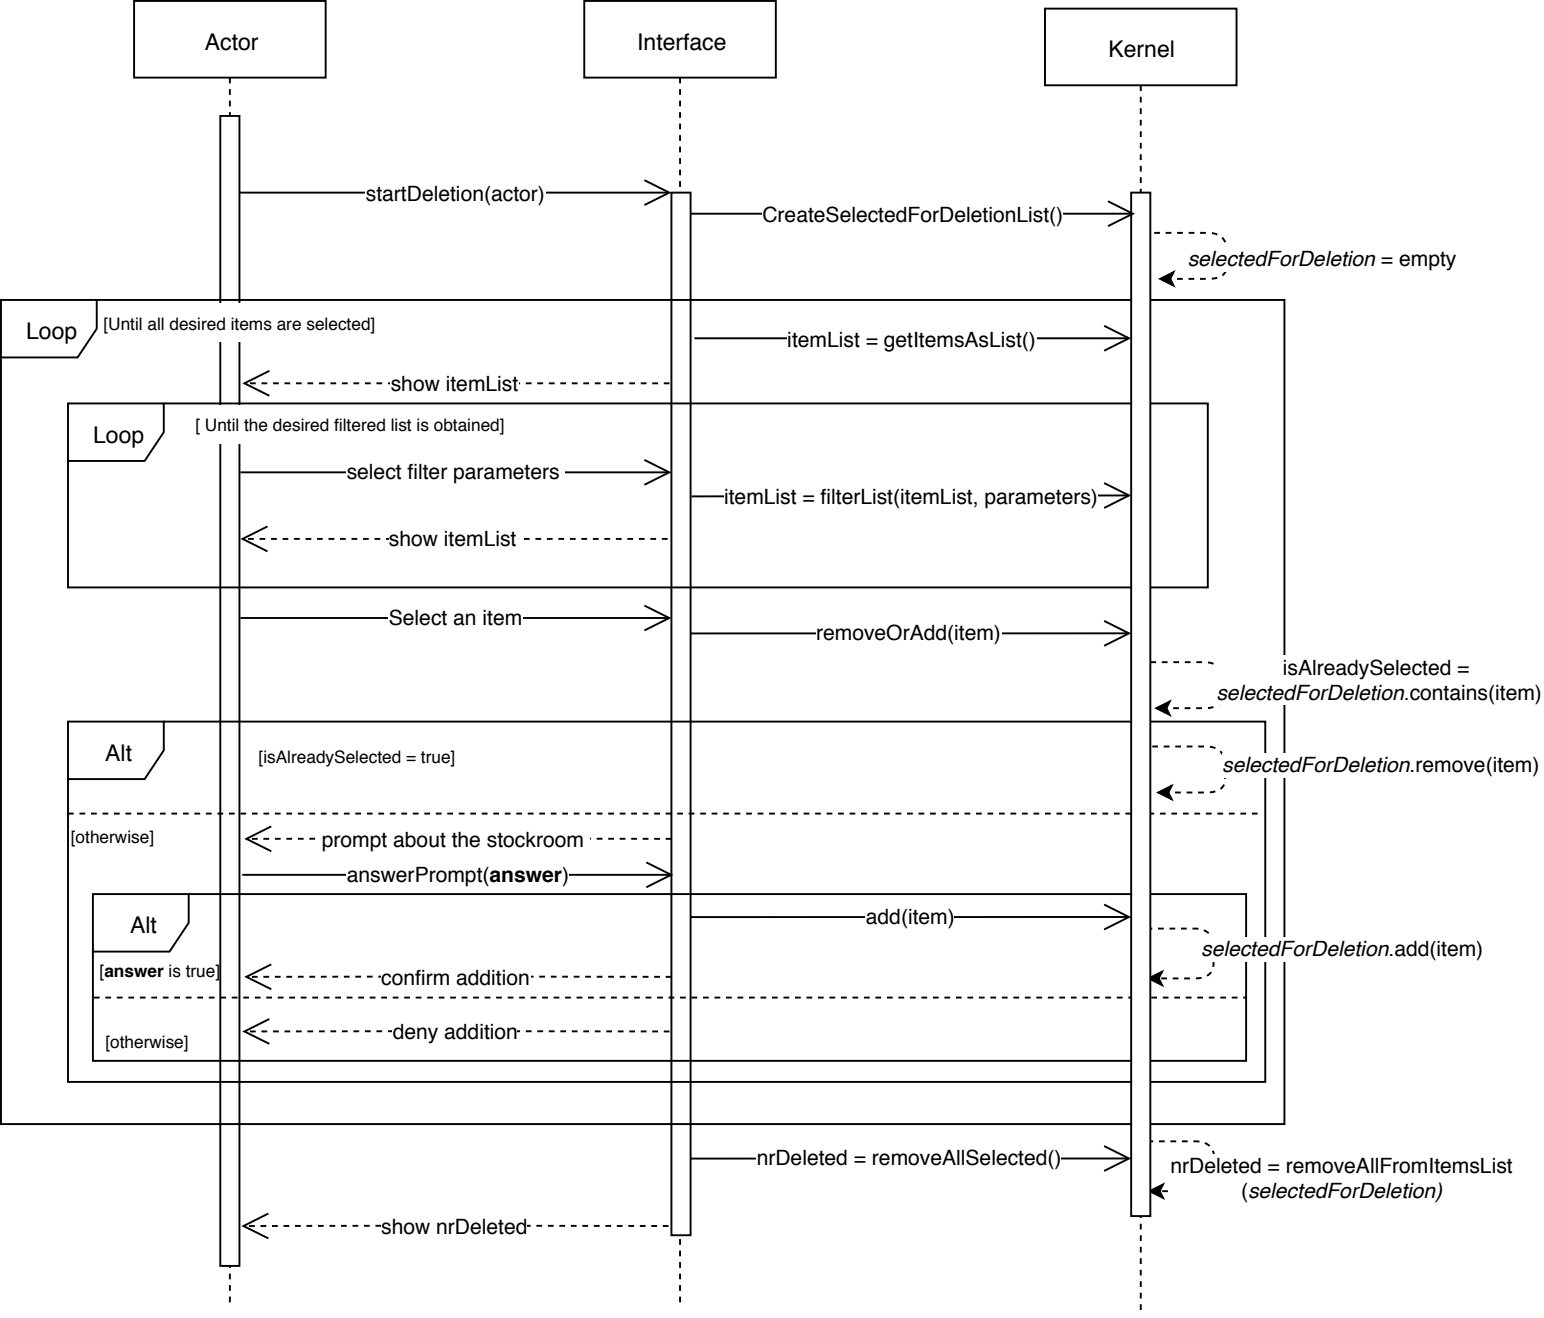 Actor
Interface
Kernel
startDeletion(actor)
CreateSelectedForDeletionList()
selectedForDeletion = empty
Loop
[Until all desired items are selected]
itemList = getItemsAsList()
show itemList
Loop
[ Until the desired filtered list is obtained]
select filter parameters
itemList = filterList(itemList, parameters)
show itemList
Select an item
removeOrAdd(item)
isAlreadySelected =
selectedForDeletion.contains(item)
Alt
[isAlreadySelected = true]
selectedForDeletion.remove(item)
[otherwise]
prompt about the stockroom
answerPrompt(answer)
Alt
add(item)
selectedForDeletion.add(item)
[answer is true]
confirm addition
deny addition
[otherwise]
nrDeleted = removeAllSelected()
nrDeleted = removeAllFromItemsList
(selectedForDeletion)
show nrDeleted